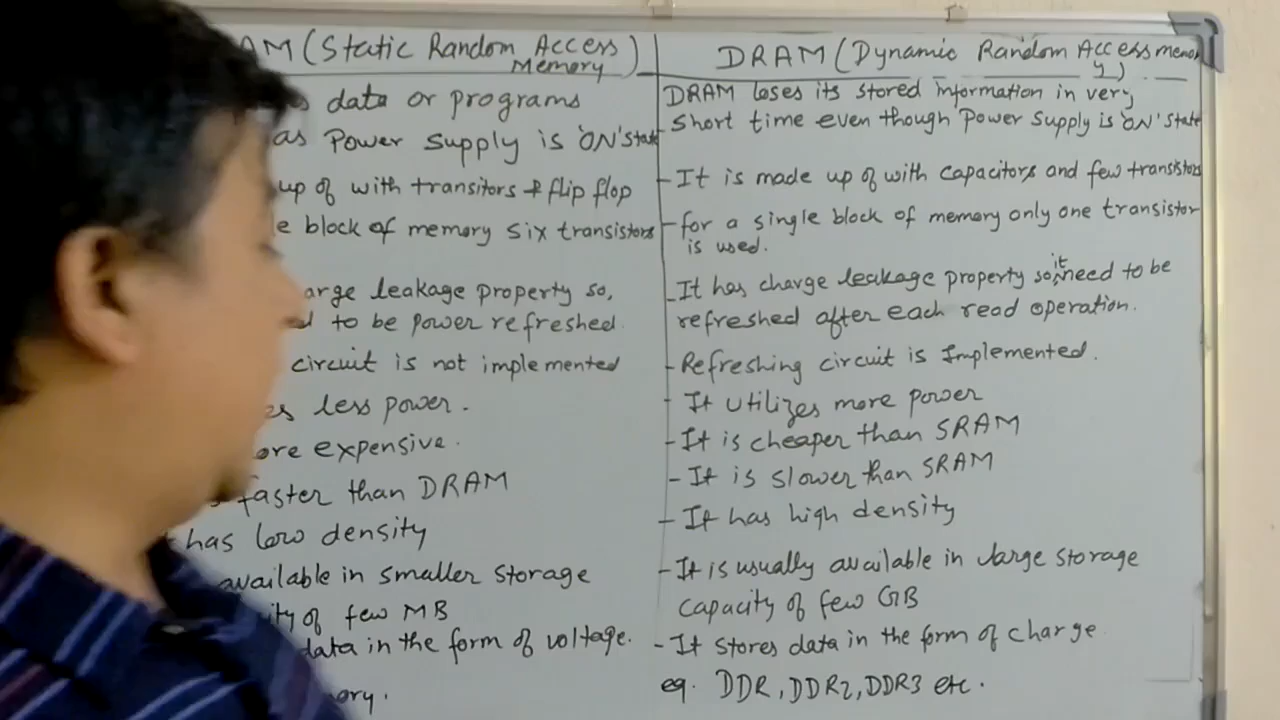 AM (Static Random Access
Memory)
data or programs
as Power Supply is 'ON' state
up of with transitors & flip flop
e block of memory six transistors
arge leakage property so,
d to be power refreshed.
circuit is not implemented
es less power.
ore expensive.
faster than DRAM
has low density
available in smaller storage
ity of few MB
data in the form of voltage.
ory.
DRAM (Dynamic Random Access memor
y)
DRAM loses its stored information in very
short time even though Power Supply is 'ON' state
- It is made up of with capacitors and few transistors
- for a single block of memory only one transistor
is used.
- It has charge leakage property so, it need to be
refreshed after each read operation.
- Refreshing circuit is Implemented.
- It utilizes more power
- It is cheaper than SRAM
- It is slower than SRAM
- It has high density
- It is usually available in large storage
capacity of few GB
- It stores data in the form of charge
eg. DDR, DDR2, DDR3 etc.